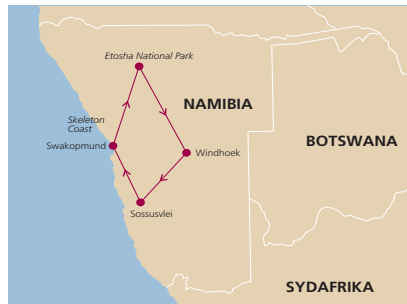 Etosha National Park
NAMIBIA
Skeleton
Coast
BOTSWANA
Swakopmund
Windhoek
Sossusvlei
SYDAFRIKA